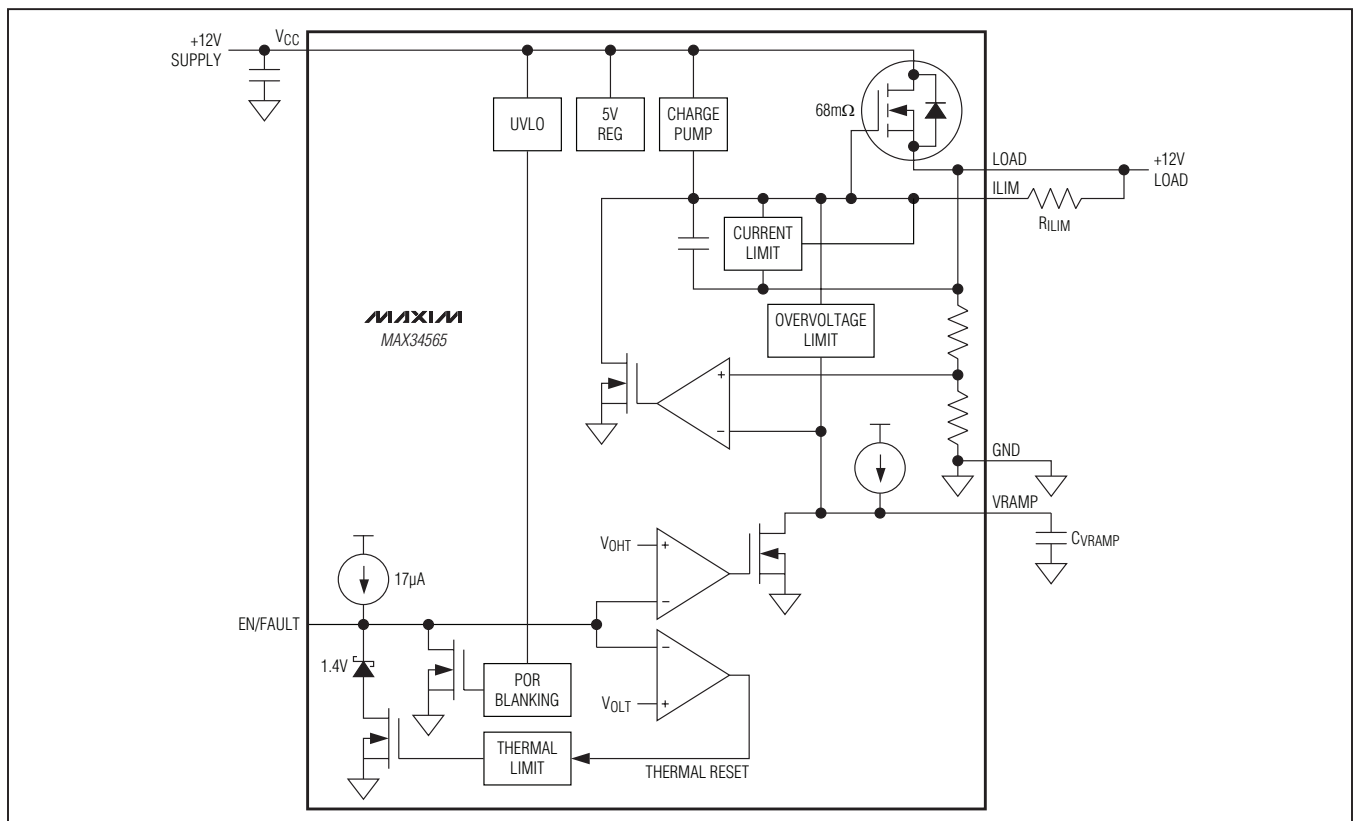 +12V
SUPPLY
VCC
UVLO
5V
REG
CHARGE
PUMP
68mΩ
LOAD
+12V
LOAD
ILIM
RILIM
CURRENT
LIMIT
MAXIM
MAX34565
OVERVOLTAGE
LIMIT
+
−
GND
VRAMP
CVRAMP
VOHT
+
−
17µA
EN/FAULT
1.4V
POR
BLANKING
−
VOLT
+
THERMAL
LIMIT
THERMAL RESET